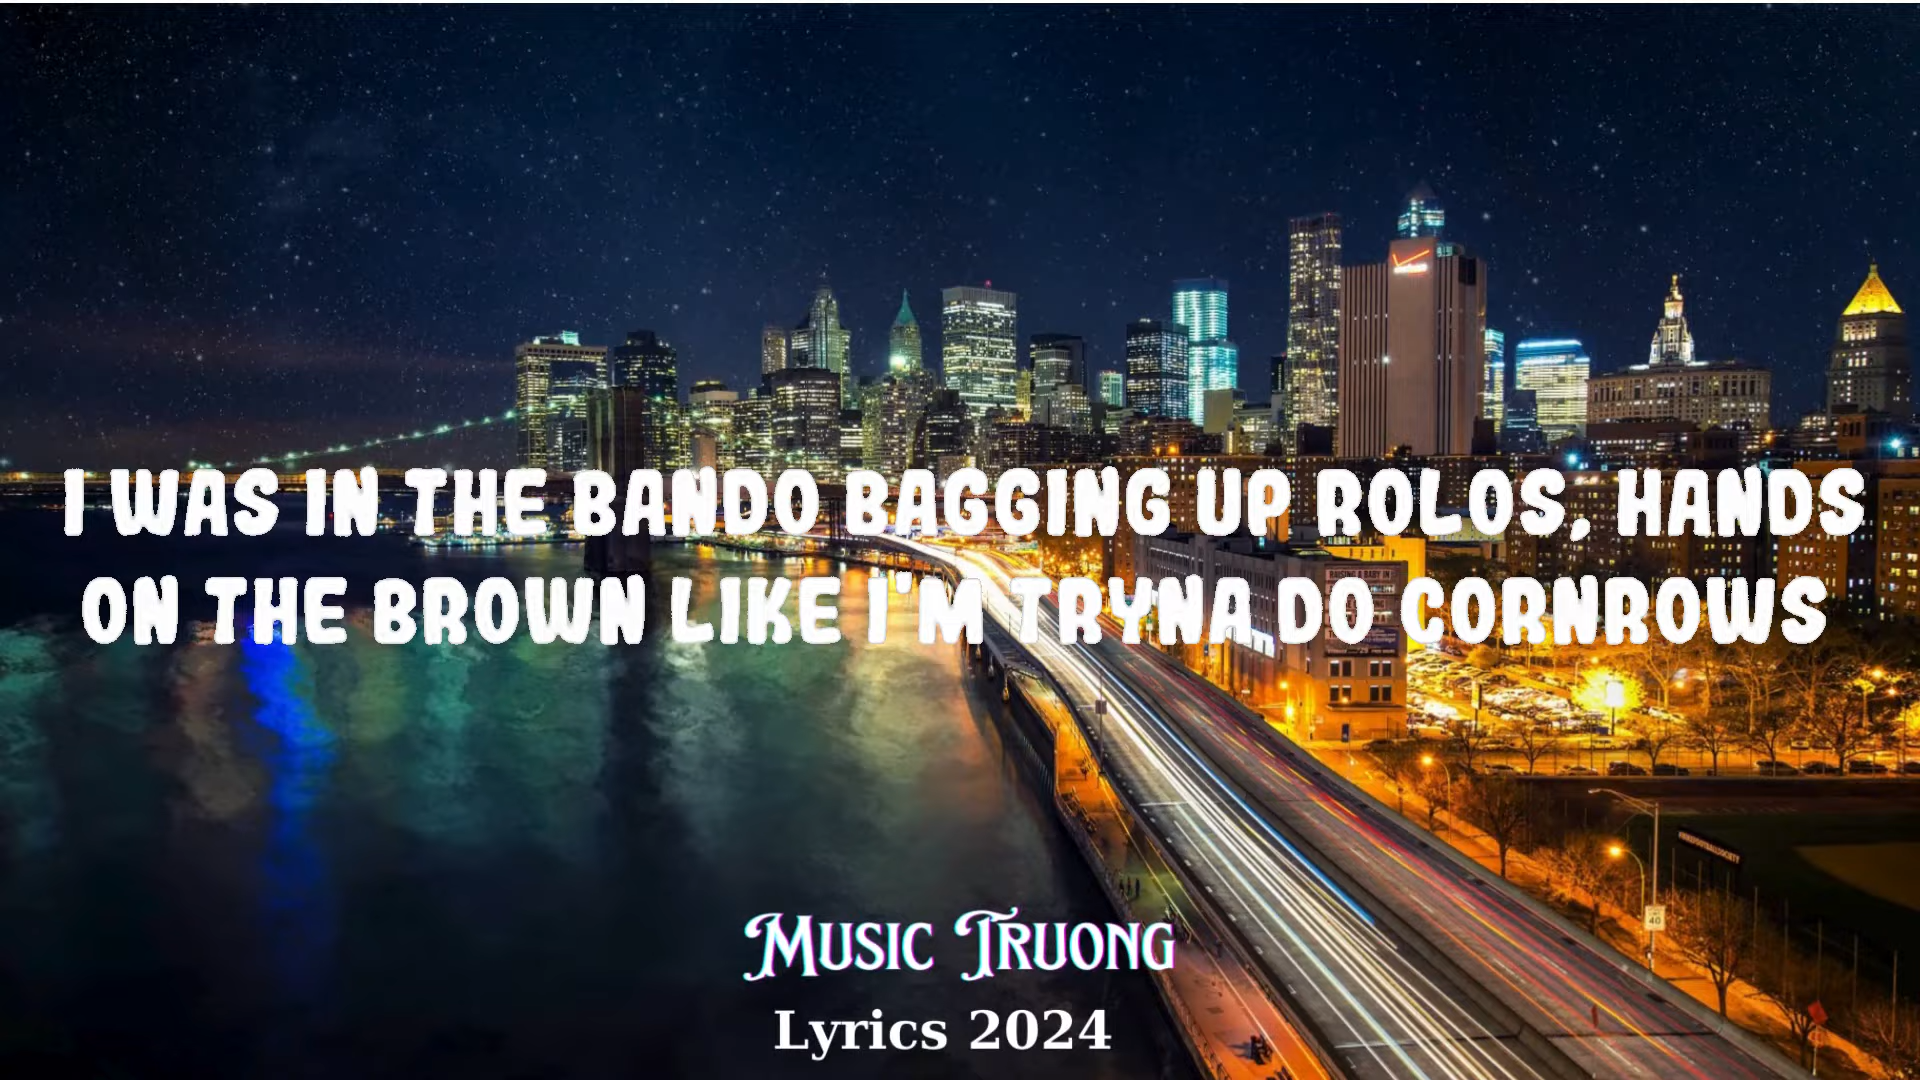 I WAS IN THE BANDO BAGGING UP ROLOS, HANDS
ON THE BROWN LIKE I'M TRYNA DO CORNROWS
MUSIC TRUONG
Lyrics 2024